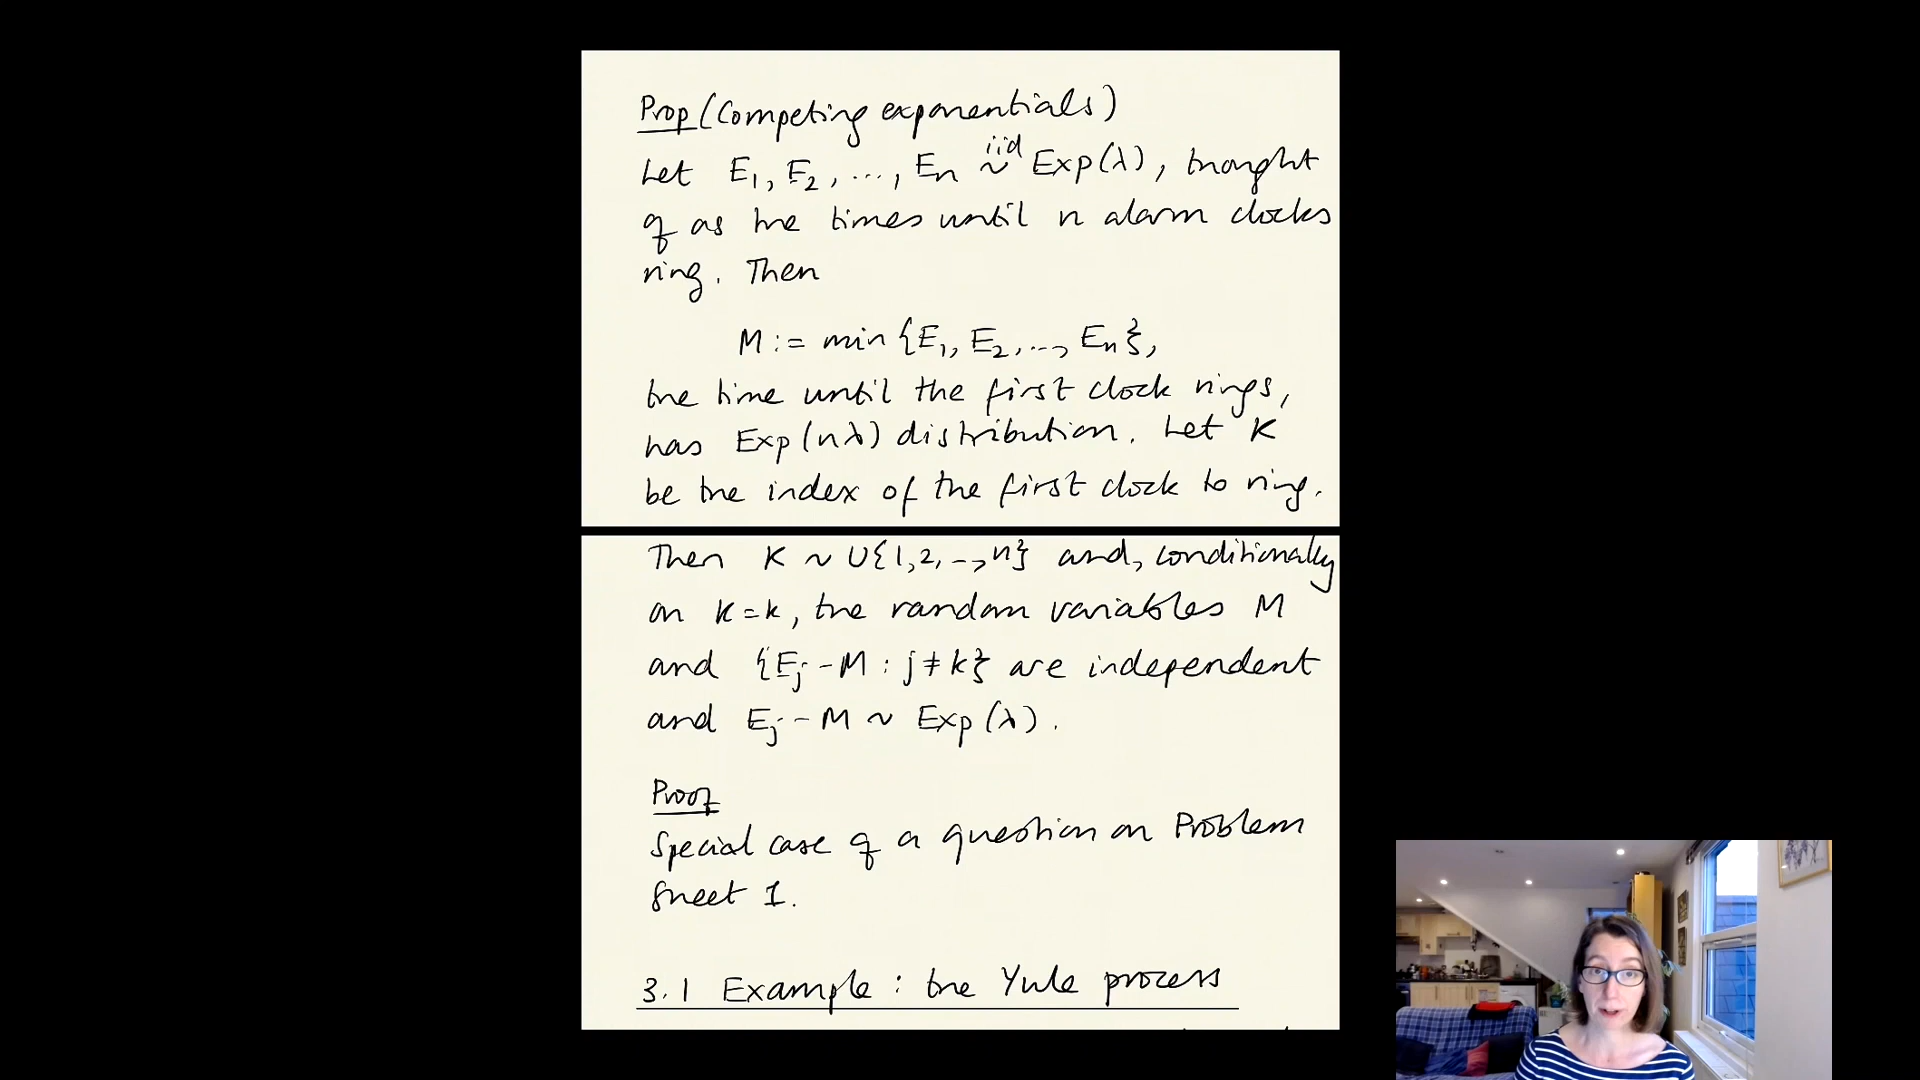 Prop (Competing exponentials)
Let E₁, E₂, ..., Eₙ iid ~ Exp(λ), thought
of as the times until n alarm clocks
ring. Then
M := min {E₁, E₂, ..., Eₙ},
the time until the first clock rings,
has Exp(nλ) distribution. Let K
be the index of the first clock to ring.
Then K ~ U{1,2,..,n} and, conditionally
on K=k, the random variables M
and {Eⱼ - M : j ≠ k} are independent
and Eⱼ - M ~ Exp(λ).
Proof
Special case of a question on Problem
Sheet 1.
3.1 Example: the Yule process